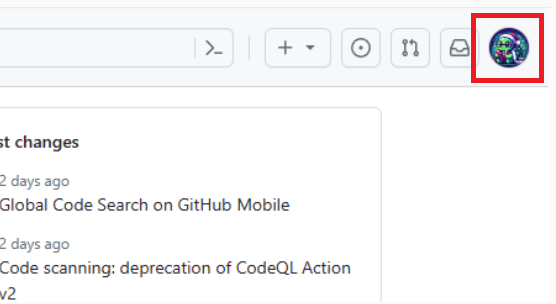 st changes
2 days ago
Global Code Search on GitHub Mobile
2 days ago
Code scanning: deprecation of CodeQL Action
v2